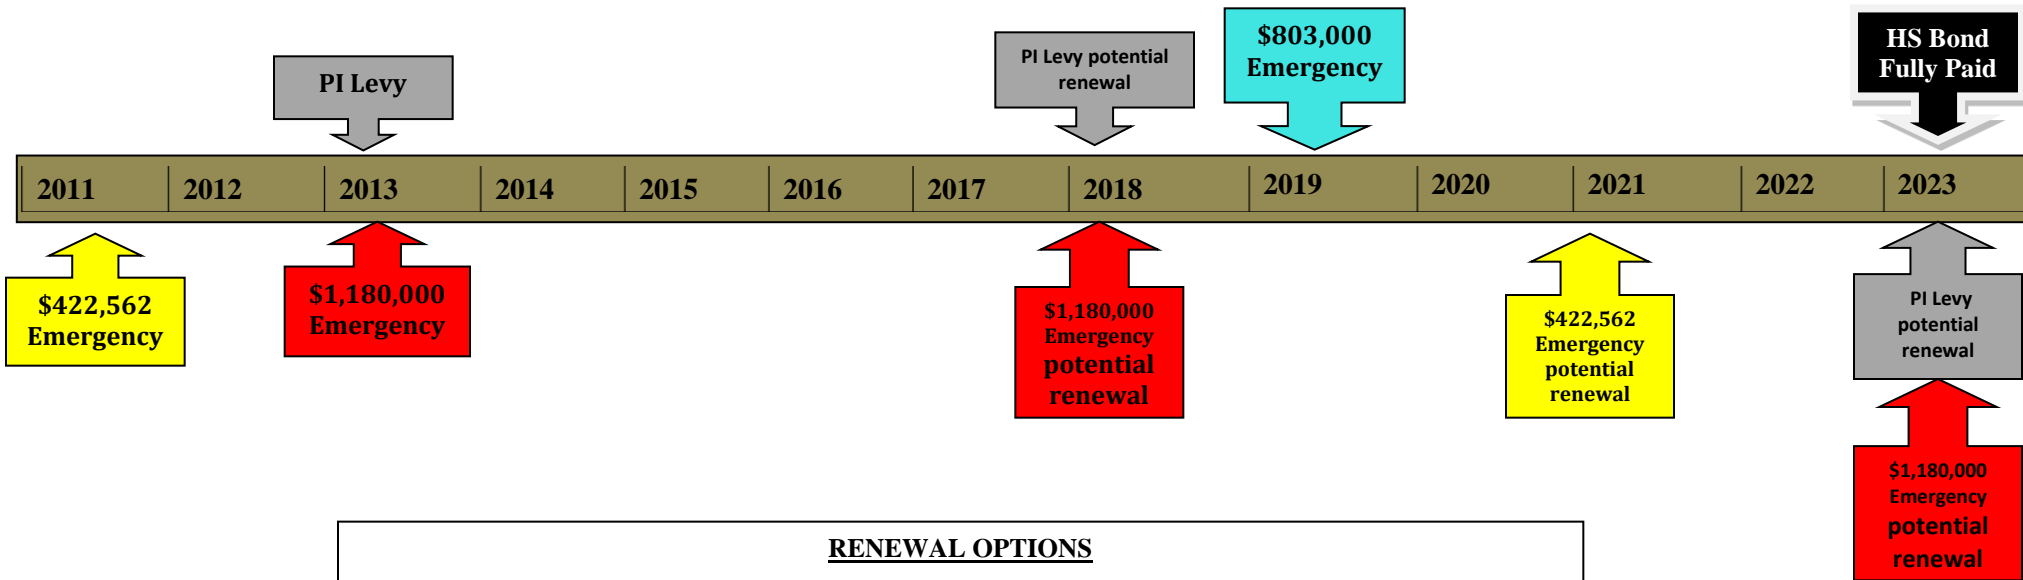 PI Levy
PI Levy potential
renewal
$803,000
Emergency
HS Bond
Fully Paid
2011 2012 2013 2014 2015 2016 2017 2018 2019 2020 2021 2022 2023
$422,562
Emergency
$1,180,000
Emergency
$1,180,000
Emergency
potential
renewal
$422,562
Emergency
potential
renewal
PI Levy
potential
renewal
$1,180,000
Emergency
potential
renewal
RENEWAL OPTIONS